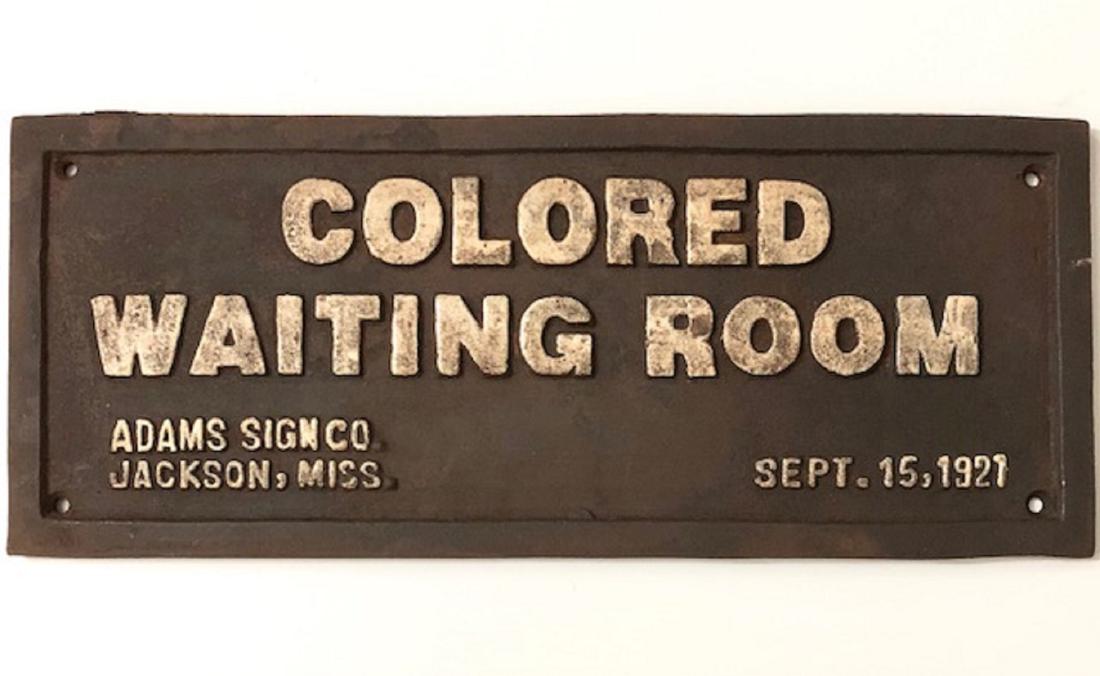 COLORED
WAITING ROOM
ADAMS SIGN CO.
JACKSON, MISS.
SEPT. 15, 1921